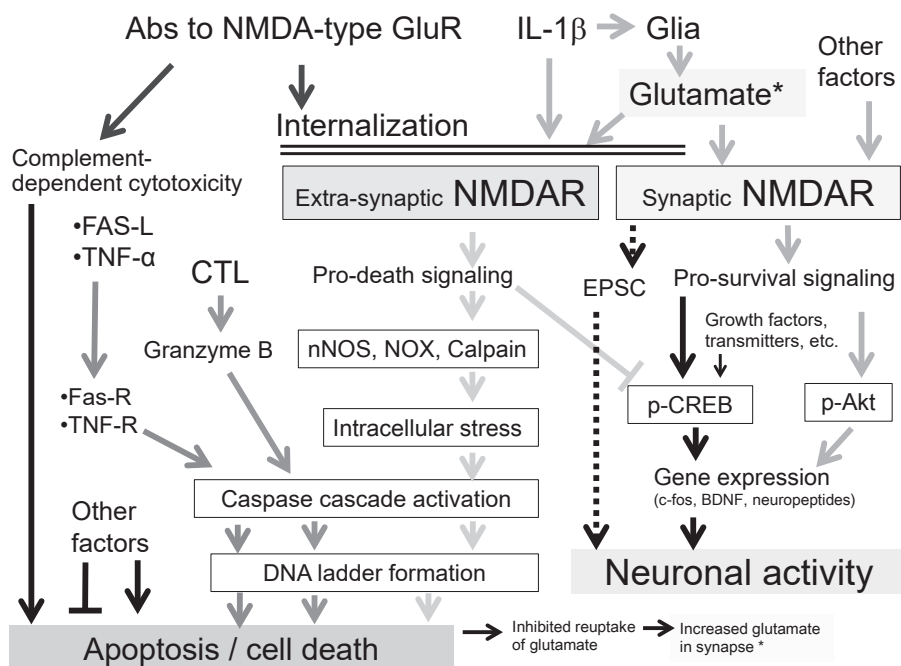 Abs to NMDA-type GluR
IL-1β
Glia
Other
factors
Glutamate*
Internalization
Complement-
dependent cytotoxicity
Extra-synaptic NMDAR
Synaptic NMDAR
•FAS-L
•TNF-α
CTL
Pro-death signaling
EPSC
Pro-survival signaling
Granzyme B
nNOS, NOX, Calpain
Growth factors,
transmitters, etc.
•Fas-R
•TNF-R
p-CREB
p-Akt
Intracellular stress
Gene expression
(c-fos, BDNF, neuropeptides)
Caspase cascade activation
Other
factors
DNA ladder formation
Neuronal activity
Apoptosis / cell death
Inhibited reuptake
of glutamate
Increased glutamate
in synapse *